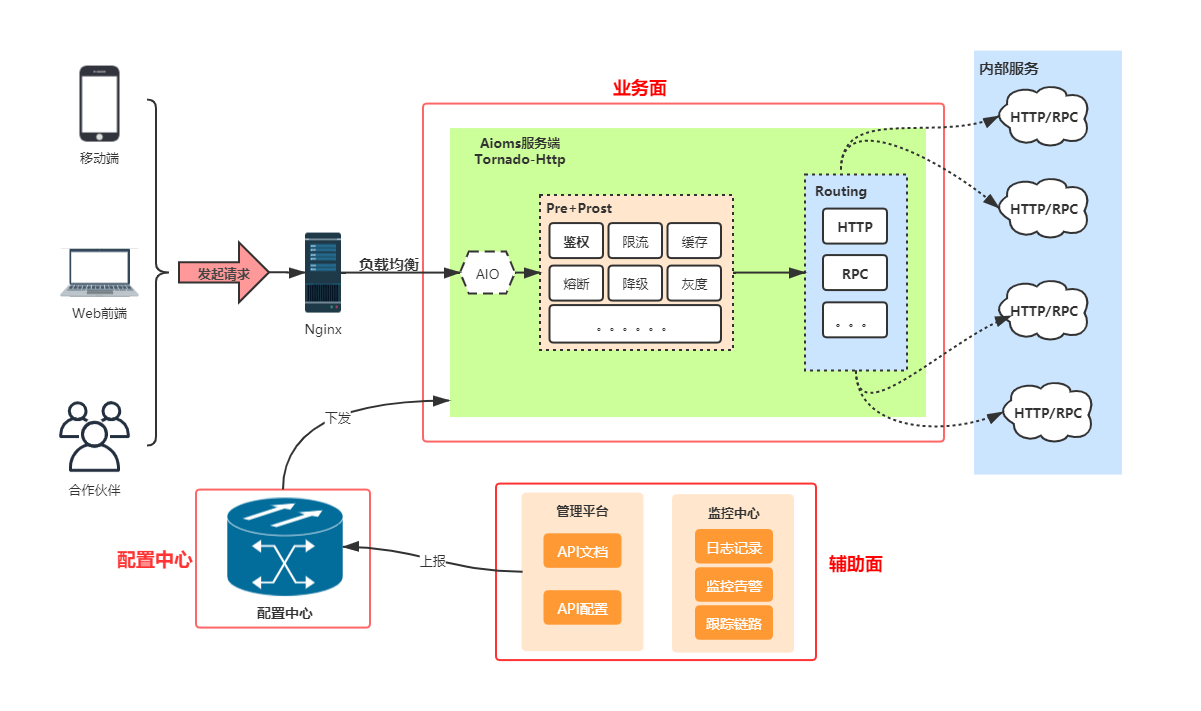 业务面
内部服务
移动端
Web前端
合作伙伴
发起请求
Nginx
负载均衡
Aioms服务端
Tornado-Http
AIO
Pre+Prost
鉴权
限流
缓存
熔断
降级
灰度
。。。。。。
Routing
HTTP
RPC
。。。
HTTP/RPC
HTTP/RPC
HTTP/RPC
HTTP/RPC
下发
配置中心
配置中心
上报
管理平台
API文档
API配置
监控中心
日志记录
监控告警
跟踪链路
辅助面